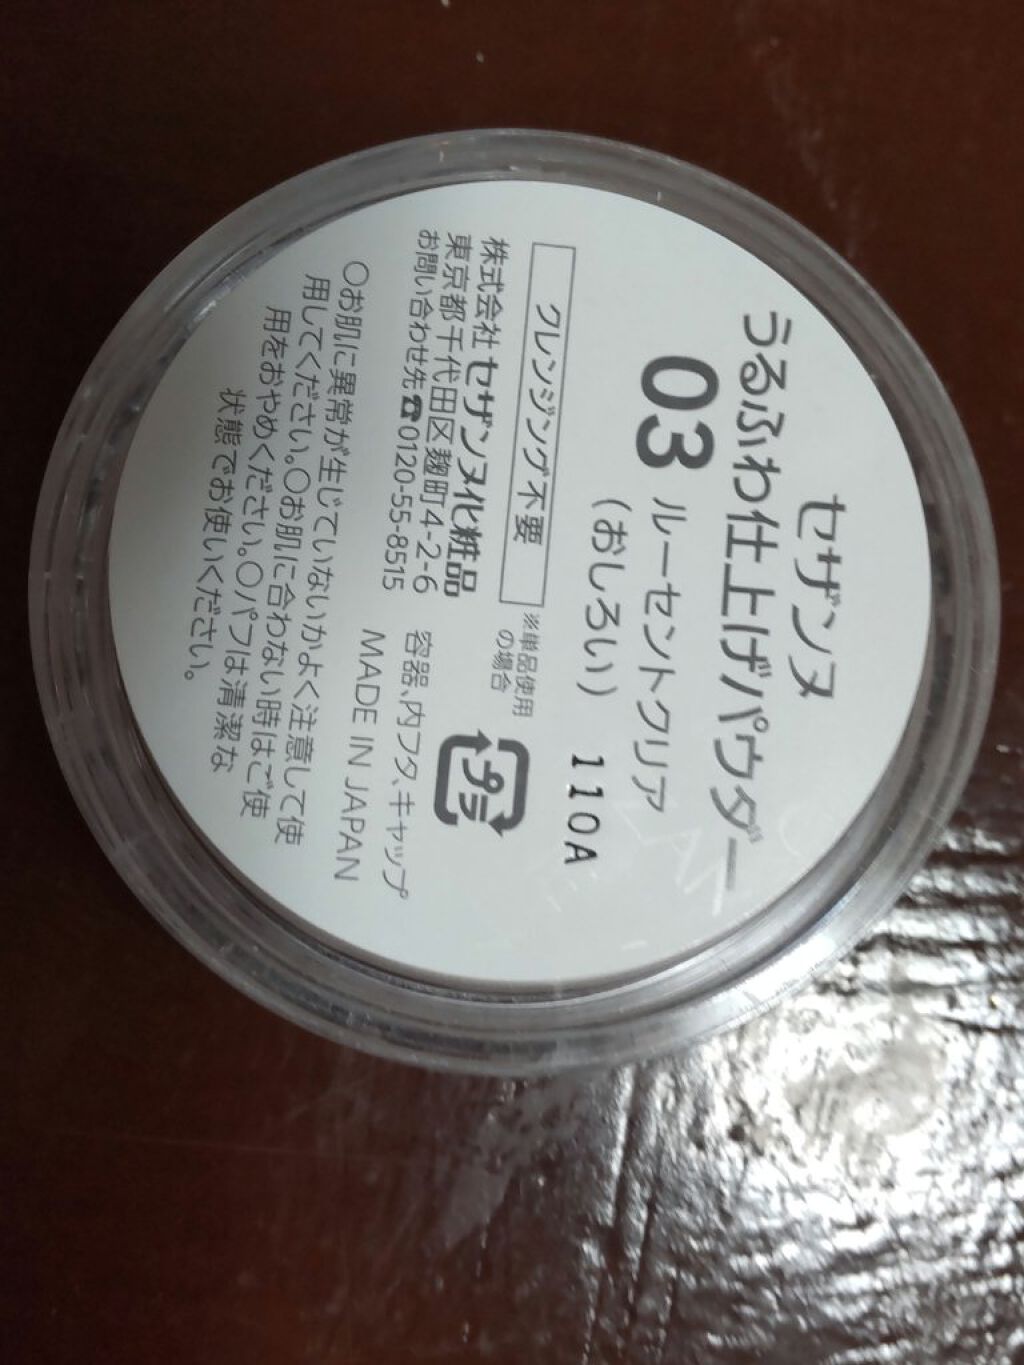 セザンヌ
うるふわ仕上げパウダー
03 ルーセントクリア
(おしろい)
110A
クレンジング不要
※単品使用
の場合
プラ
株式会社 セザンヌ化粧品
東京都千代田区麹町4-2-6
お問い合わせ先☎0120-55-8515
容器、内フタ、キャップ
MADE IN JAPAN
〇お肌に異常が生じていないかよく注意して使
用してください。〇お肌に合わない時はご使
用をおやめください。〇パフは清潔な
状態でお使いください。